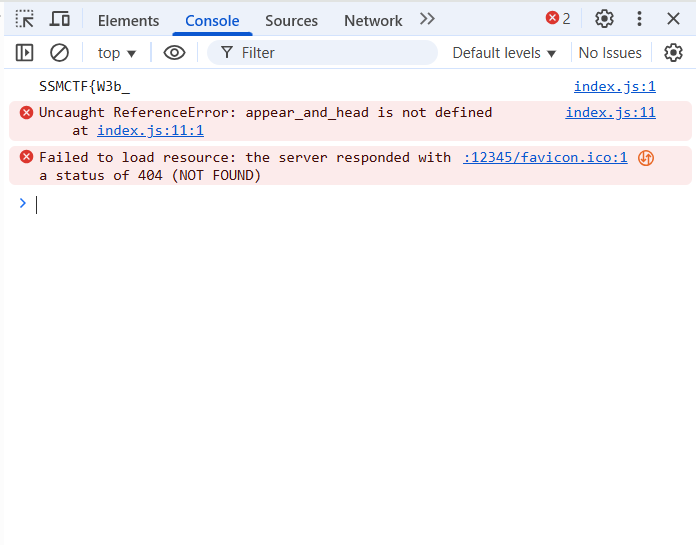 Elements Console Sources Network 2
top Filter Default levels No Issues
SSMCTF{W3b_ index.js:1
Uncaught ReferenceError: appear_and_head is not defined index.js:11
at index.js:11:1
Failed to load resource: the server responded with :12345/favicon.ico:1
a status of 404 (NOT FOUND)